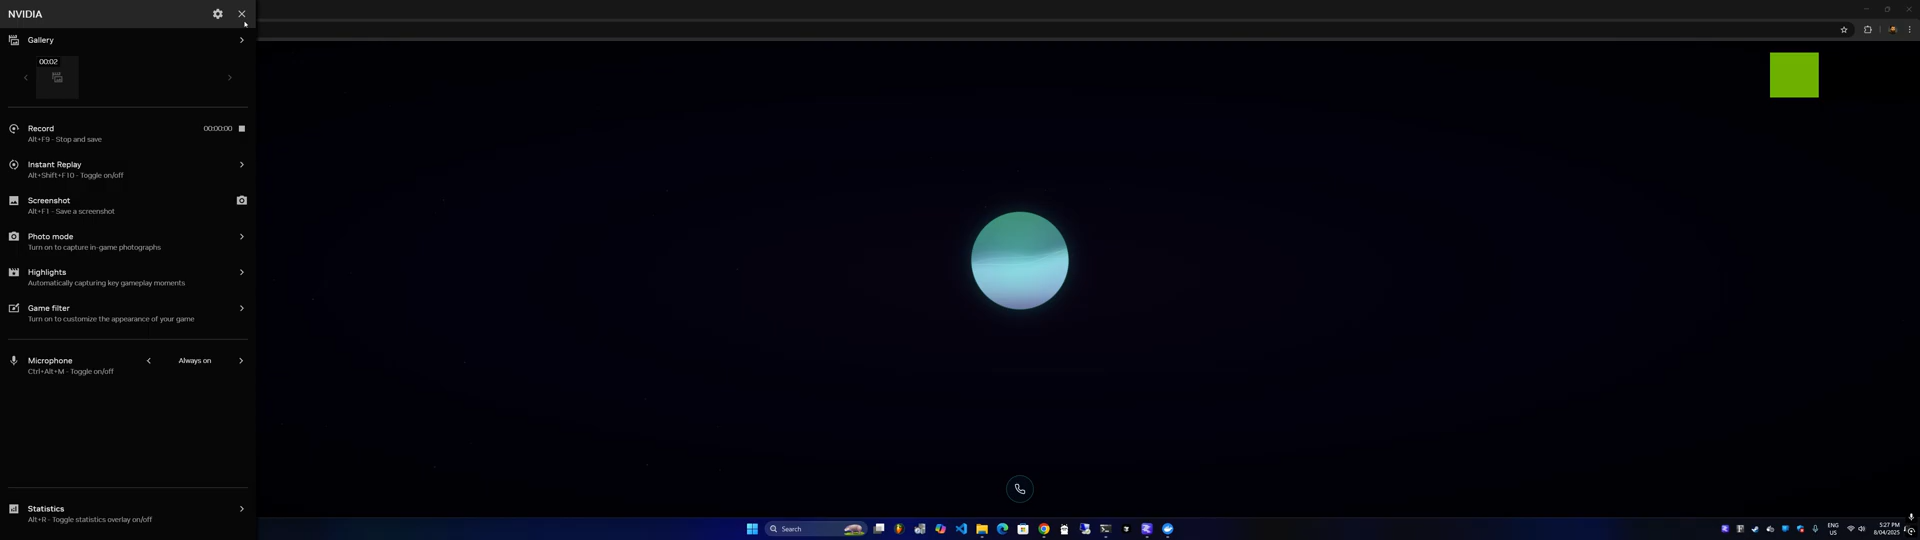 NVIDIA
Gallery
00:02
Record
00:00:00
Alt+F9 - Stop and save
Instant Replay
Alt+Shift+F10 - Toggle on/off
Screenshot
Alt+F1 - Save a screenshot
Photo mode
Turn on to capture in-game photographs
Highlights
Automatically capturing key gameplay moments
Game filter
Turn on to customize the appearance of your game
Microphone
Always on
Ctrl+Alt+M - Toggle on/off
Statistics
Alt+R - Toggle statistics overlay on/off
Search
ENG
US
5:27 PM
8/04/2025